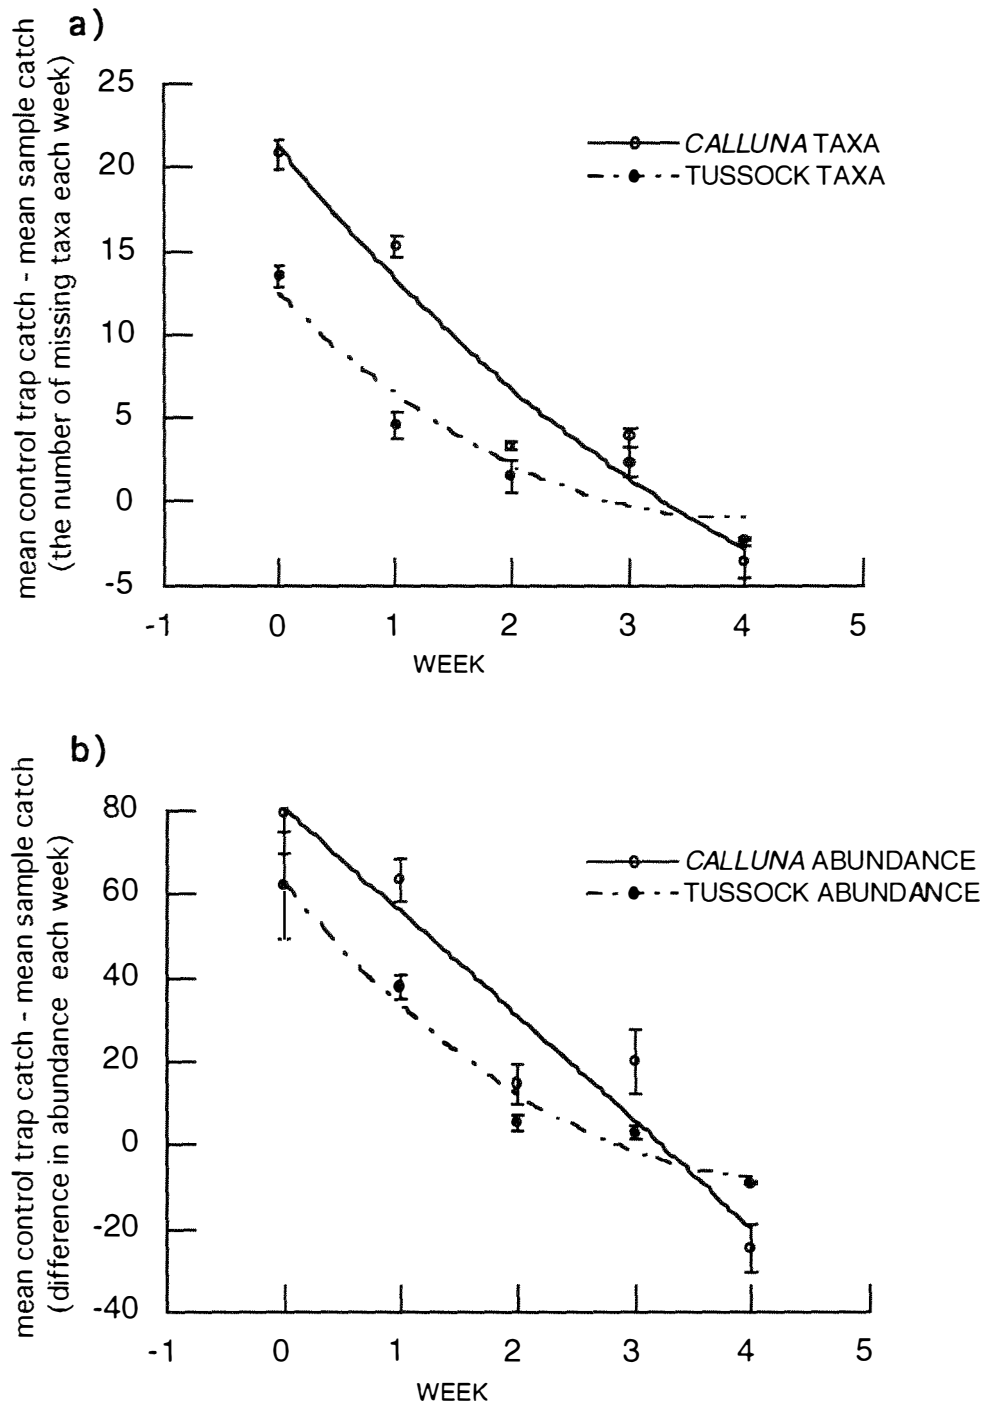 a)
mean control trap catch - mean sample catch
(the number of missing taxa each week)
25
20
15
10
5
0
-5
CALLUNA TAXA
TUSSOCK TAXA
-1 0 1 2 3 4 5
WEEK
b)
mean control trap catch - mean sample catch
(difference in abundance each week)
80
60
40
20
0
-20
-40
CALLUNA ABUNDANCE
TUSSOCK ABUNDANCE
-1 0 1 2 3 4 5
WEEK